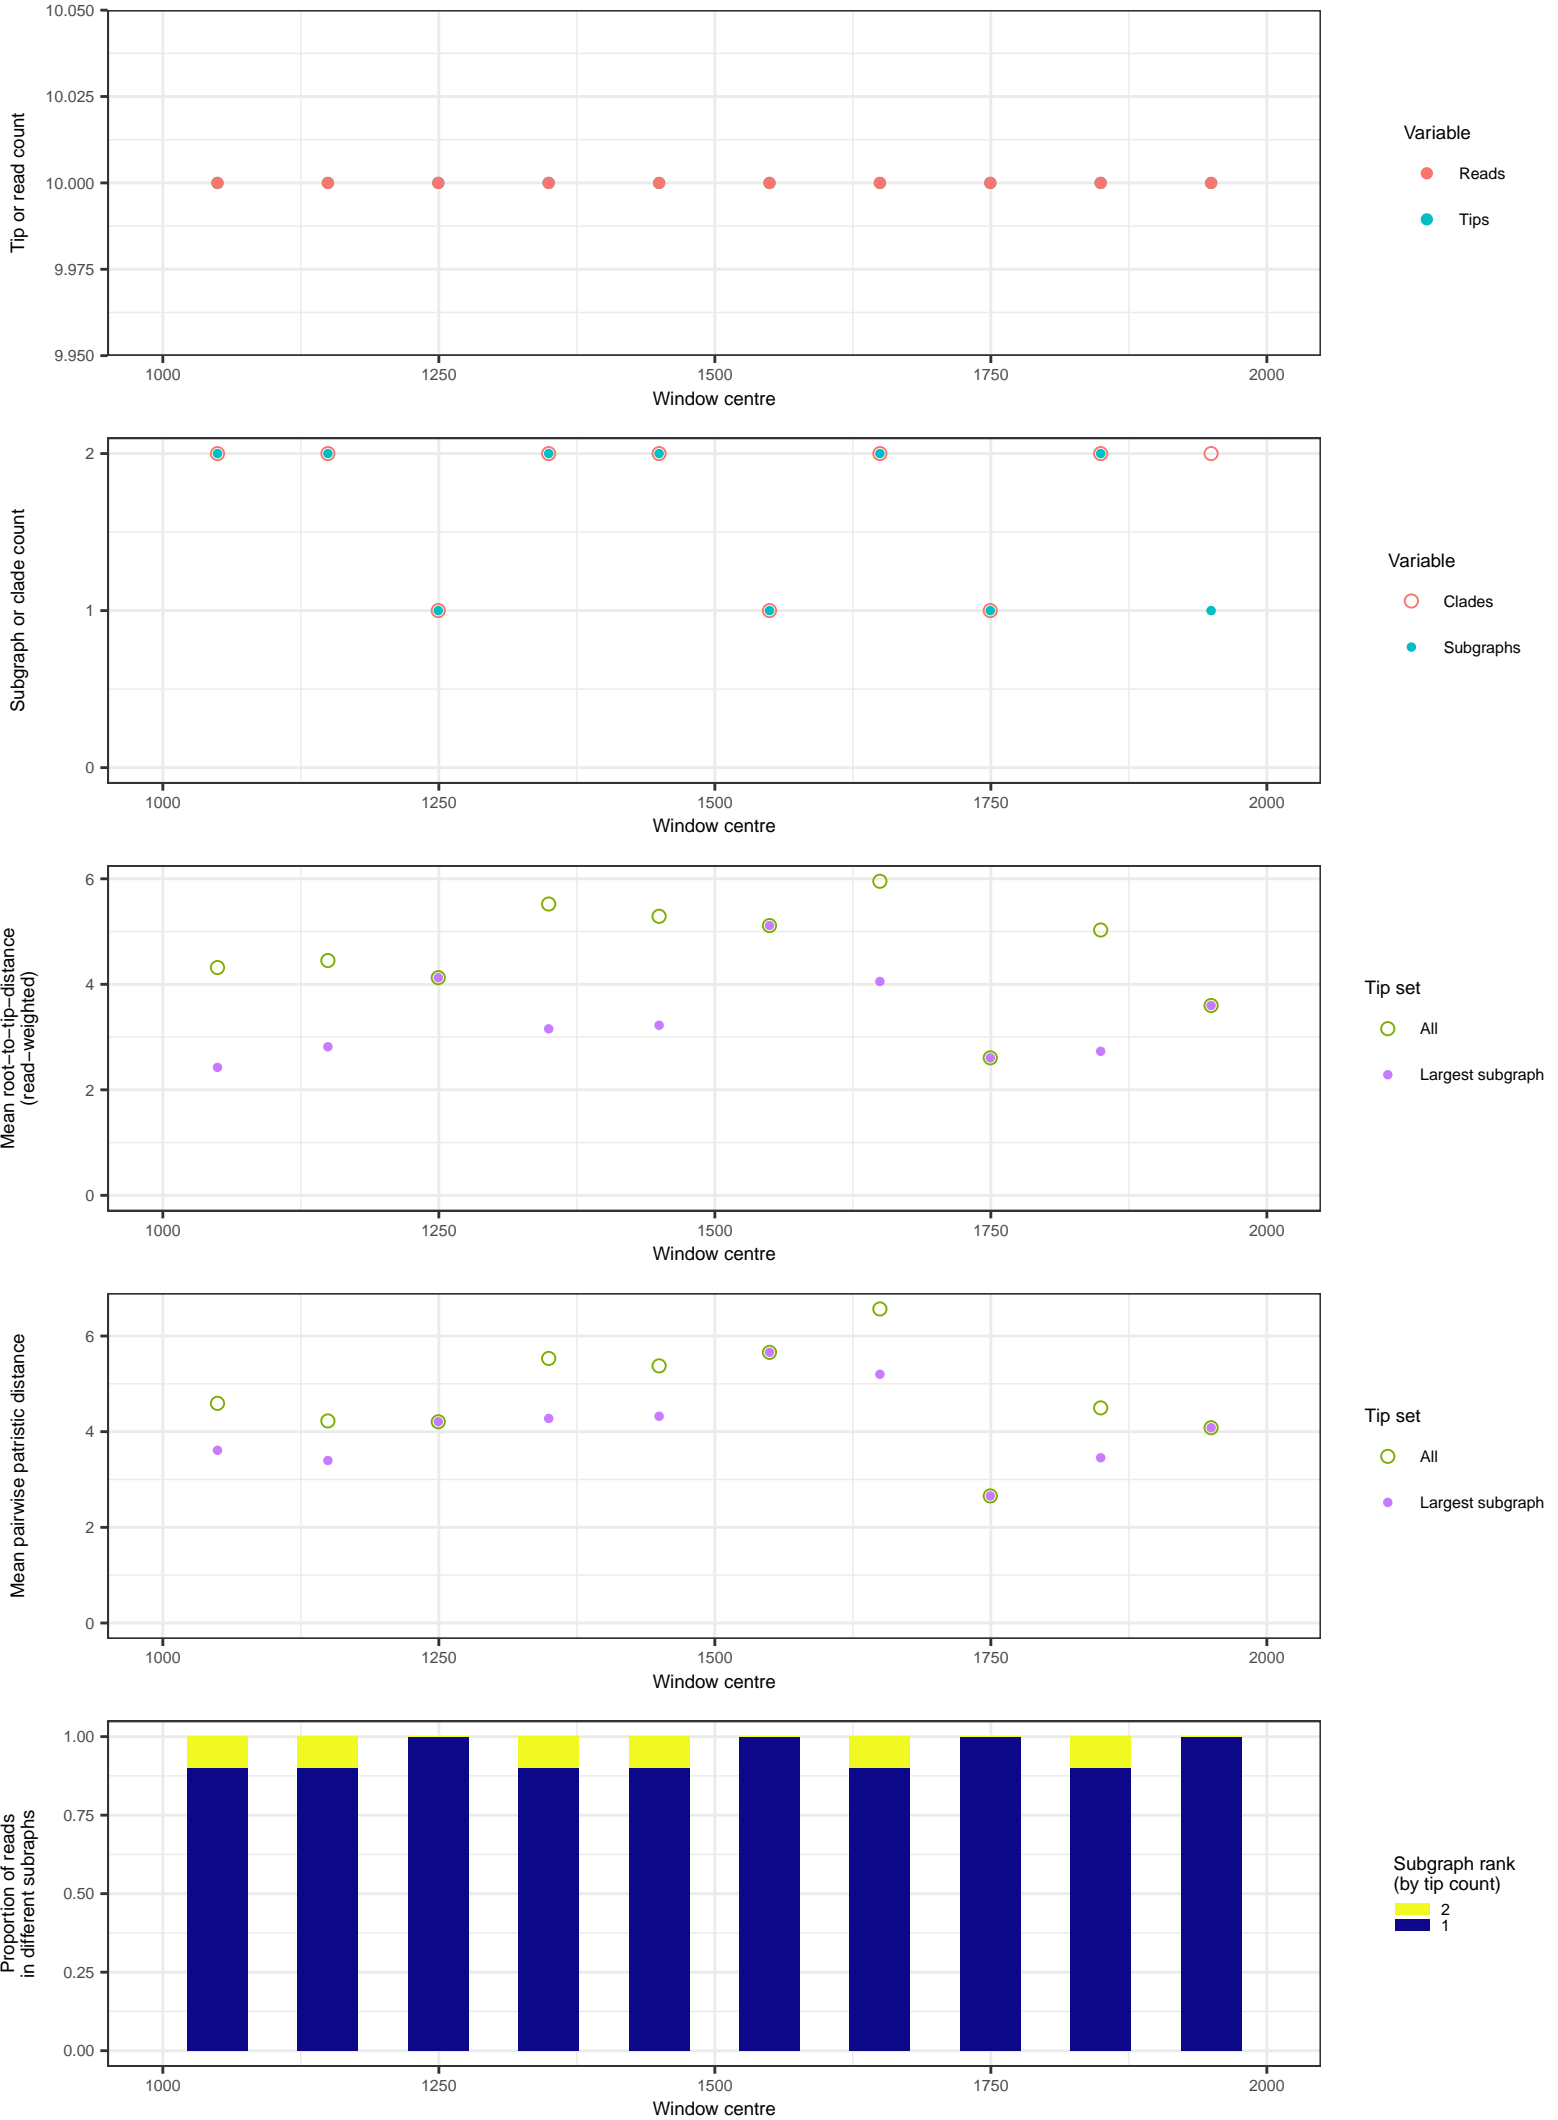 10.050
10.025
10.000
9.975
9.950
Tip or read count
1000 1250 1500 1750 2000
Window centre
Variable
Reads
Tips
2
1
0
Subgraph or clade count
1000 1250 1500 1750 2000
Window centre
Variable
Clades
Subgraphs
6
4
2
0
Mean root−to−tip−distance
(read−weighted)
1000 1250 1500 1750 2000
Window centre
Tip set
All
Largest subgraph
6
4
2
0
Mean pairwise patristic distance
1000 1250 1500 1750 2000
Window centre
Tip set
All
Largest subgraph
1.00
0.75
0.50
0.25
0.00
Proportion of reads
in different subraphs
1000 1250 1500 1750 2000
Window centre
Subgraph rank
(by tip count)
2
1